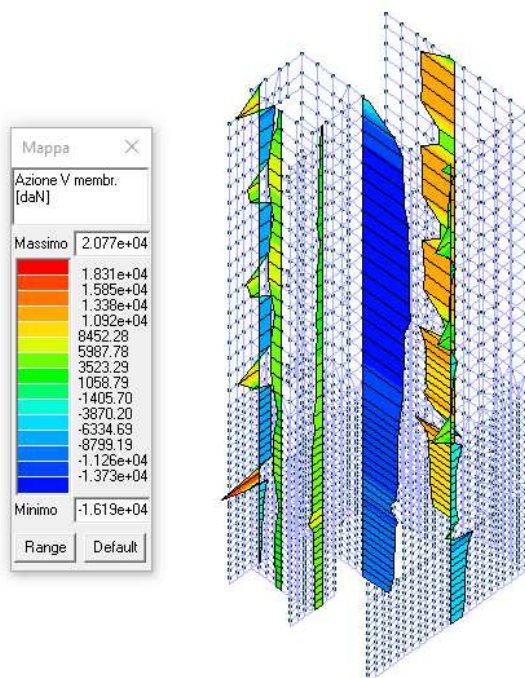 Mappa
Azione V membr.
[daN]
Massimo 2.077e+04
1.831e+04
1.585e+04
1.338e+04
1.092e+04
8452.28
5987.78
3523.29
1058.79
-1405.70
-3870.20
-6334.69
-8799.19
-1.126e+04
-1.373e+04
Minimo -1.619e+04
Range Default